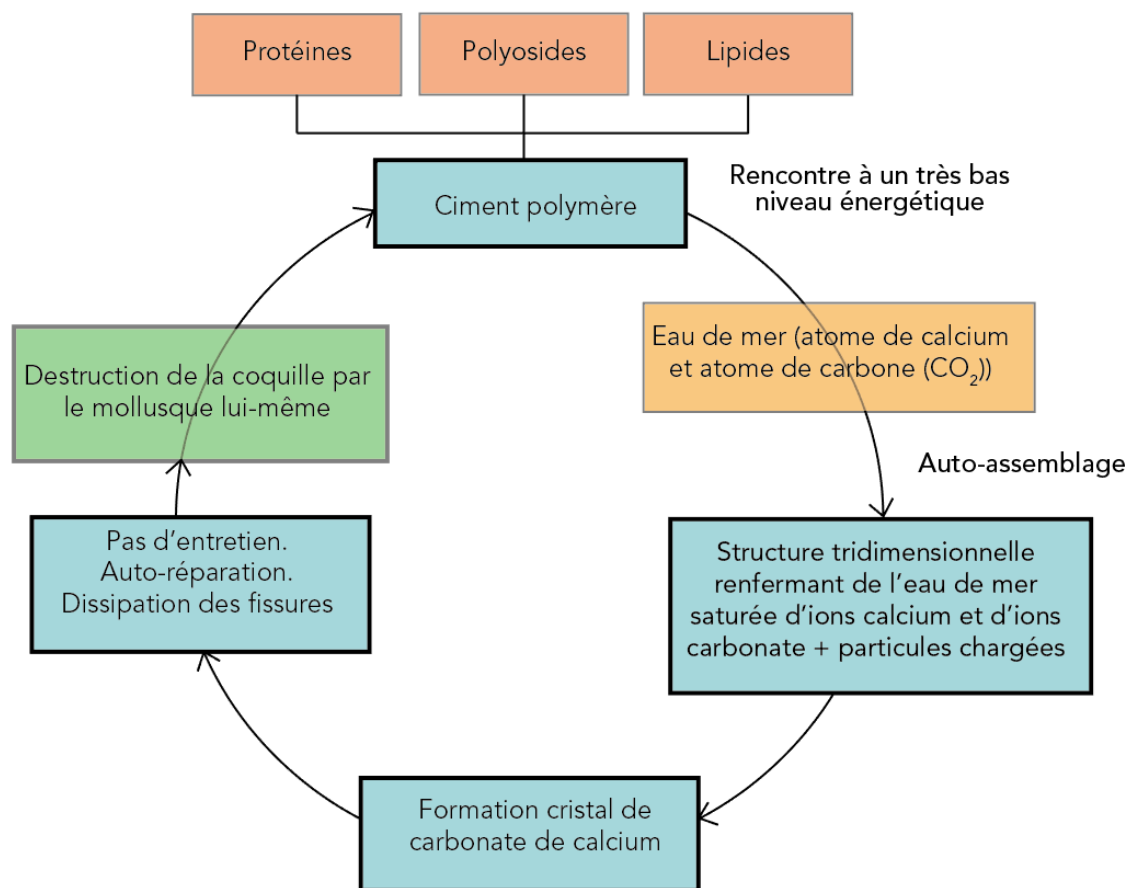 Protéines
Polyosides
Lipides
Ciment polymère
Rencontre à un très bas
niveau énergétique
Eau de mer (atome de calcium
et atome de carbone (CO₂))
Auto-assemblage
Structure tridimensionnelle
renfermant de l’eau de mer
saturée d’ions calcium et d’ions
carbonate + particules chargées
Formation cristal de
carbonate de calcium
Pas d’entretien.
Auto-réparation.
Dissipation des fissures
Destruction de la coquille par
le mollusque lui-même